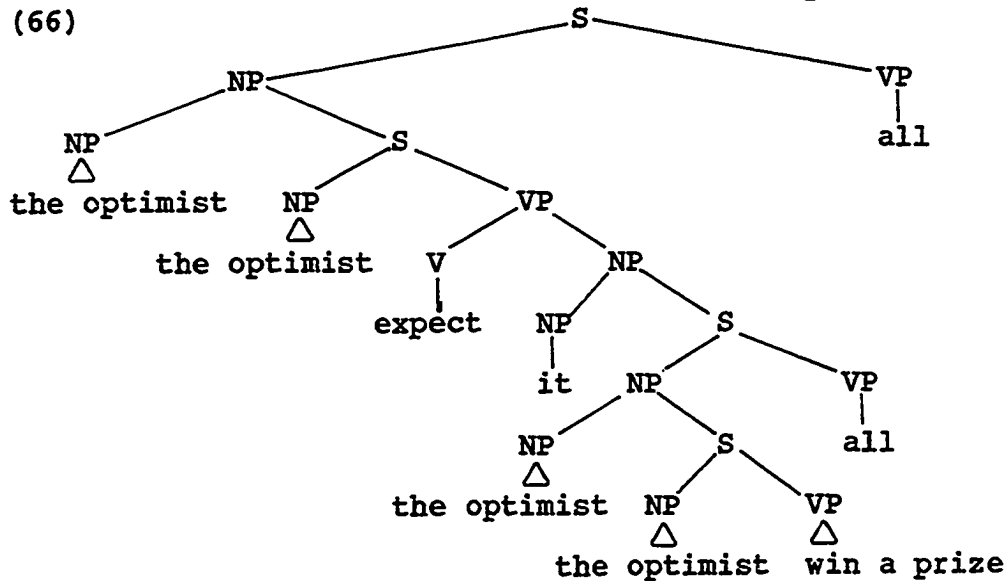 (66)
S
NP VP
all
NP S
the optimist NP VP
the optimist V NP
expect NP S
it NP VP
all
NP S
the optimist NP VP
the optimist win a prize